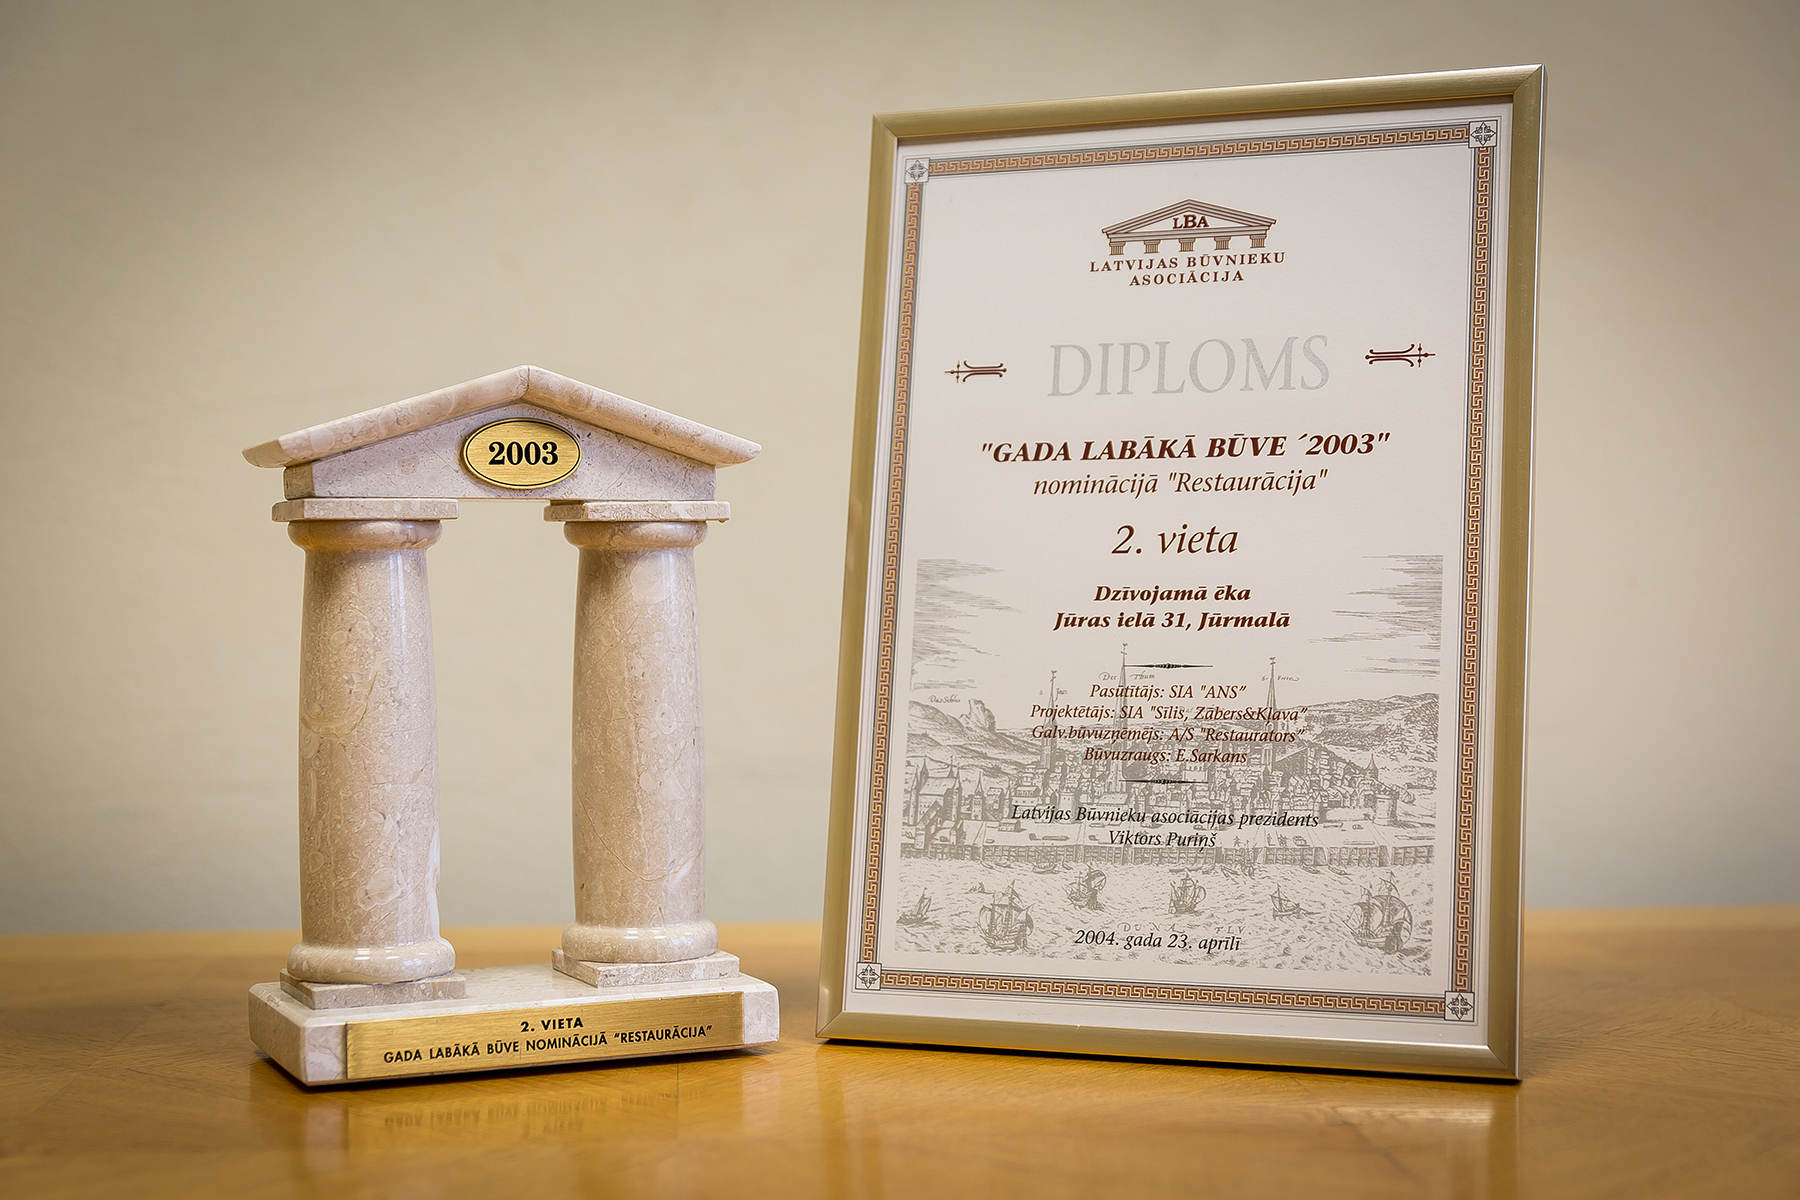 2003
2. VIETA
GADA LABĀKĀ BŪVE NOMINĀCIJĀ "RESTAURĀCIJA"
LBA
LATVIJAS BŪVNIEKU
ASOCIĀCIJA
DIPLOMS
"GADA LABĀKĀ BŪVE ´2003"
nominācijā "Restaurācija"
2. vieta
Dzīvojamā ēka
Jūras ielā 31, Jūrmalā
Pasūtītājs: SIA "ANS"
Projektētājs: SIA "Sīlis, Zābers&Kļava"
Galv.būvuzņēmējs: A/S "Restaurators"
Būvuzraugs: E.Sarkans
Latvijas Būvnieku asociācijas prezidents
Viktors Puriņš
DUNA FLV.
2004. gada 23. aprīlī